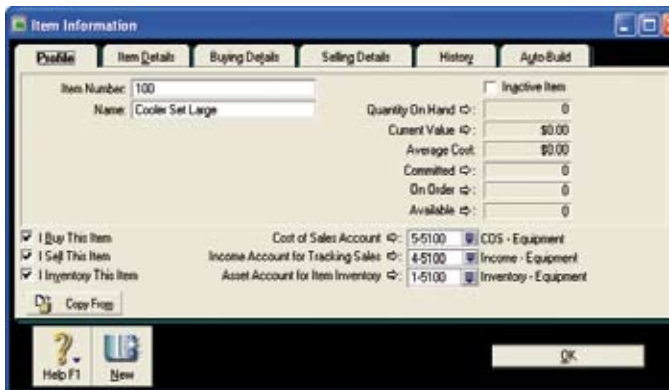 Item Information
Profile Item Details Buying Details Selling Details History Auto-Build
Item Number: 100
Inactive Item
Name: Cooler Set Large
Quantity On Hand ⇨: 0
Current Value ⇨: $0.00
Average Cost: $0.00
Committed ⇨: 0
On Order ⇨: 0
Available ⇨: 0
I Buy This Item
Cost of Sales Account ⇨: 5-5100 COS - Equipment
I Sell This Item
Income Account for Tracking Sales ⇨: 4-5100 Income - Equipment
I Inventory This Item
Asset Account for Item Inventory ⇨: 1-5100 Inventory - Equipment
Copy From
Help F1 New
OK